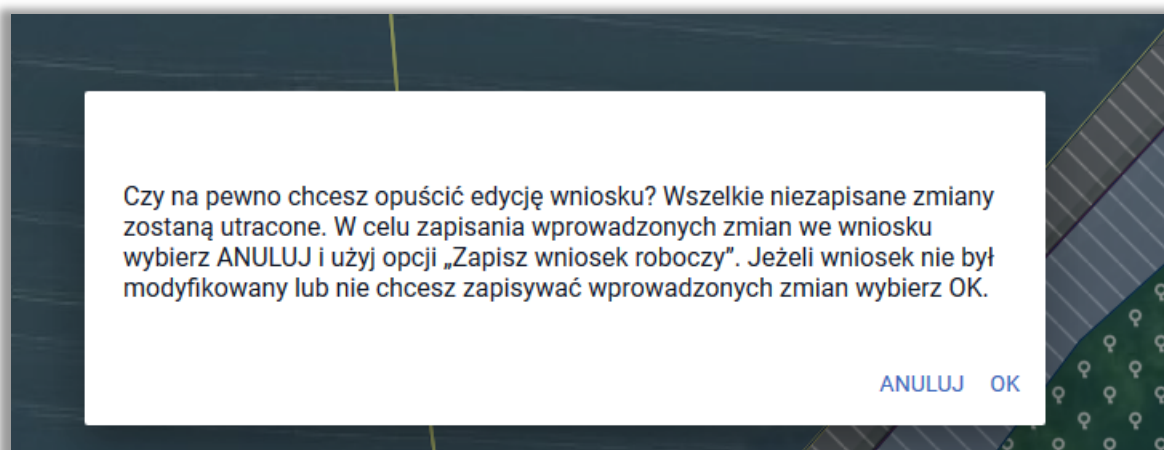 Czy na pewno chcesz opuścić edycję wniosku? Wszelkie niezapisane zmiany
zostaną utracone. W celu zapisania wprowadzonych zmian we wniosku
wybierz ANULUJ i użyj opcji „Zapisz wniosek roboczy”. Jeżeli wniosek nie był
modyfikowany lub nie chcesz zapisywać wprowadzonych zmian wybierz OK.
ANULUJ OK